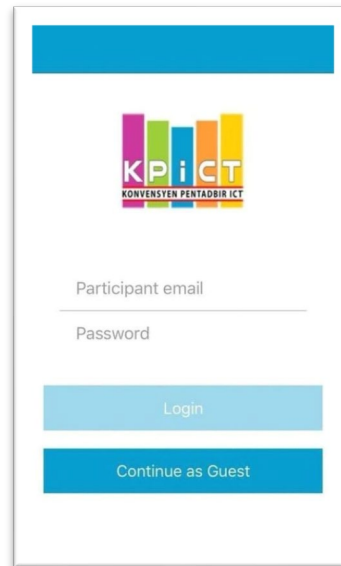 KPiCT
KONVENSYEN PENTADBIR ICT
Participant email
Password
Login
Continue as Guest